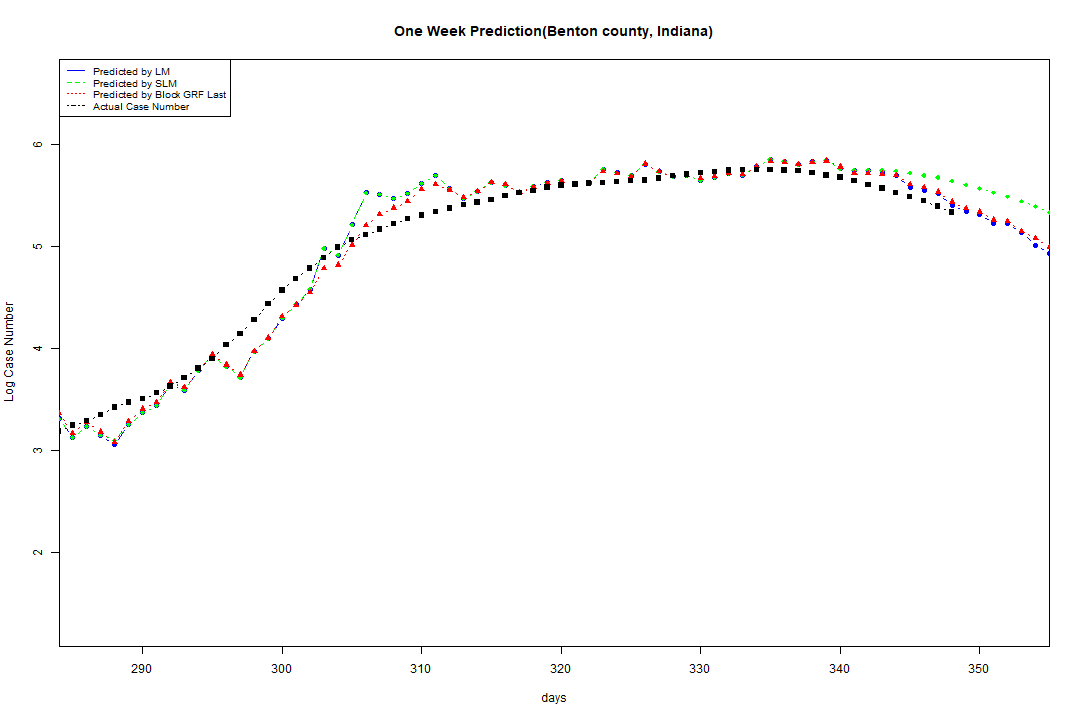 One Week Prediction(Benton county, Indiana)
Predicted by LM
Predicted by SLM
Predicted by Block GRF Last
Actual Case Number
6
5
4
3
2
Log Case Number
290 300 310 320 330 340 350
days